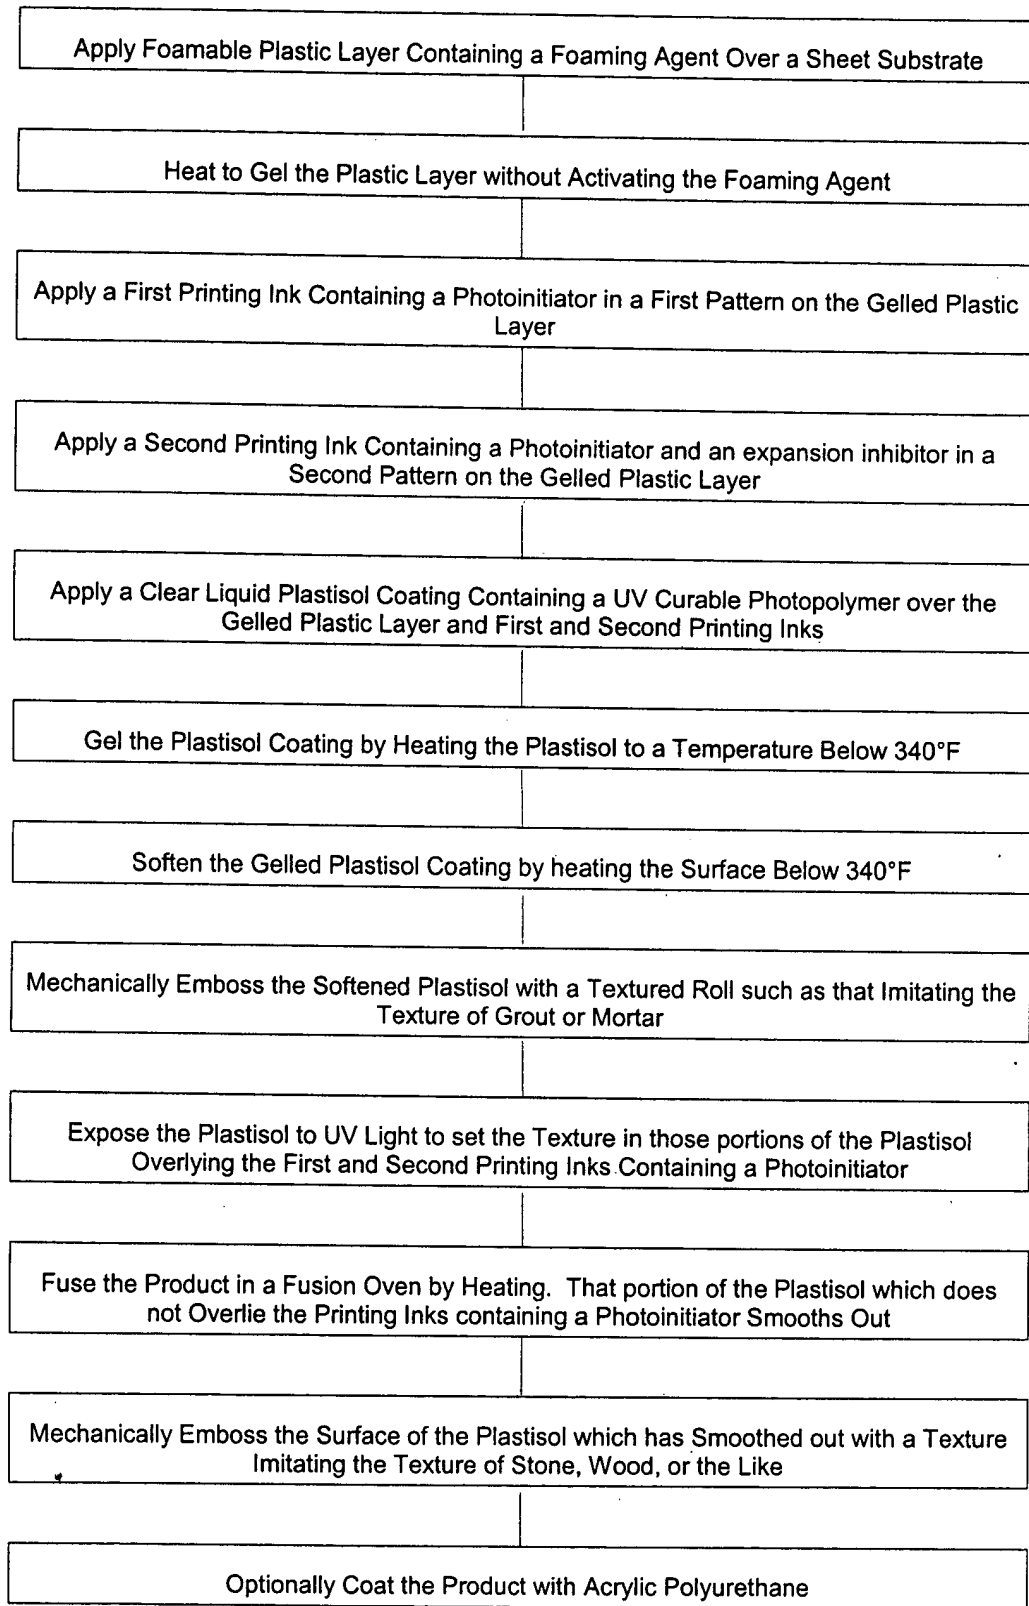 Apply Foamable Plastic Layer Containing a Foaming Agent Over a Sheet Substrate
Heat to Gel the Plastic Layer without Activating the Foaming Agent
Apply a First Printing Ink Containing a Photoinitiator in a First Pattern on the Gelled Plastic
Layer
Apply a Second Printing Ink Containing a Photoinitiator and an expansion inhibitor in a
Second Pattern on the Gelled Plastic Layer
Apply a Clear Liquid Plastisol Coating Containing a UV Curable Photopolymer over the
Gelled Plastic Layer and First and Second Printing Inks
Gel the Plastisol Coating by Heating the Plastisol to a Temperature Below 340°F
Soften the Gelled Plastisol Coating by heating the Surface Below 340°F
Mechanically Emboss the Softened Plastisol with a Textured Roll such as that Imitating the
Texture of Grout or Mortar
Expose the Plastisol to UV Light to set the Texture in those portions of the Plastisol
Overlying the First and Second Printing Inks Containing a Photoinitiator
Fuse the Product in a Fusion Oven by Heating. That portion of the Plastisol which does
not Overlie the Printing Inks containing a Photoinitiator Smooths Out
Mechanically Emboss the Surface of the Plastisol which has Smoothed out with a Texture
Imitating the Texture of Stone, Wood, or the Like
Optionally Coat the Product with Acrylic Polyurethane